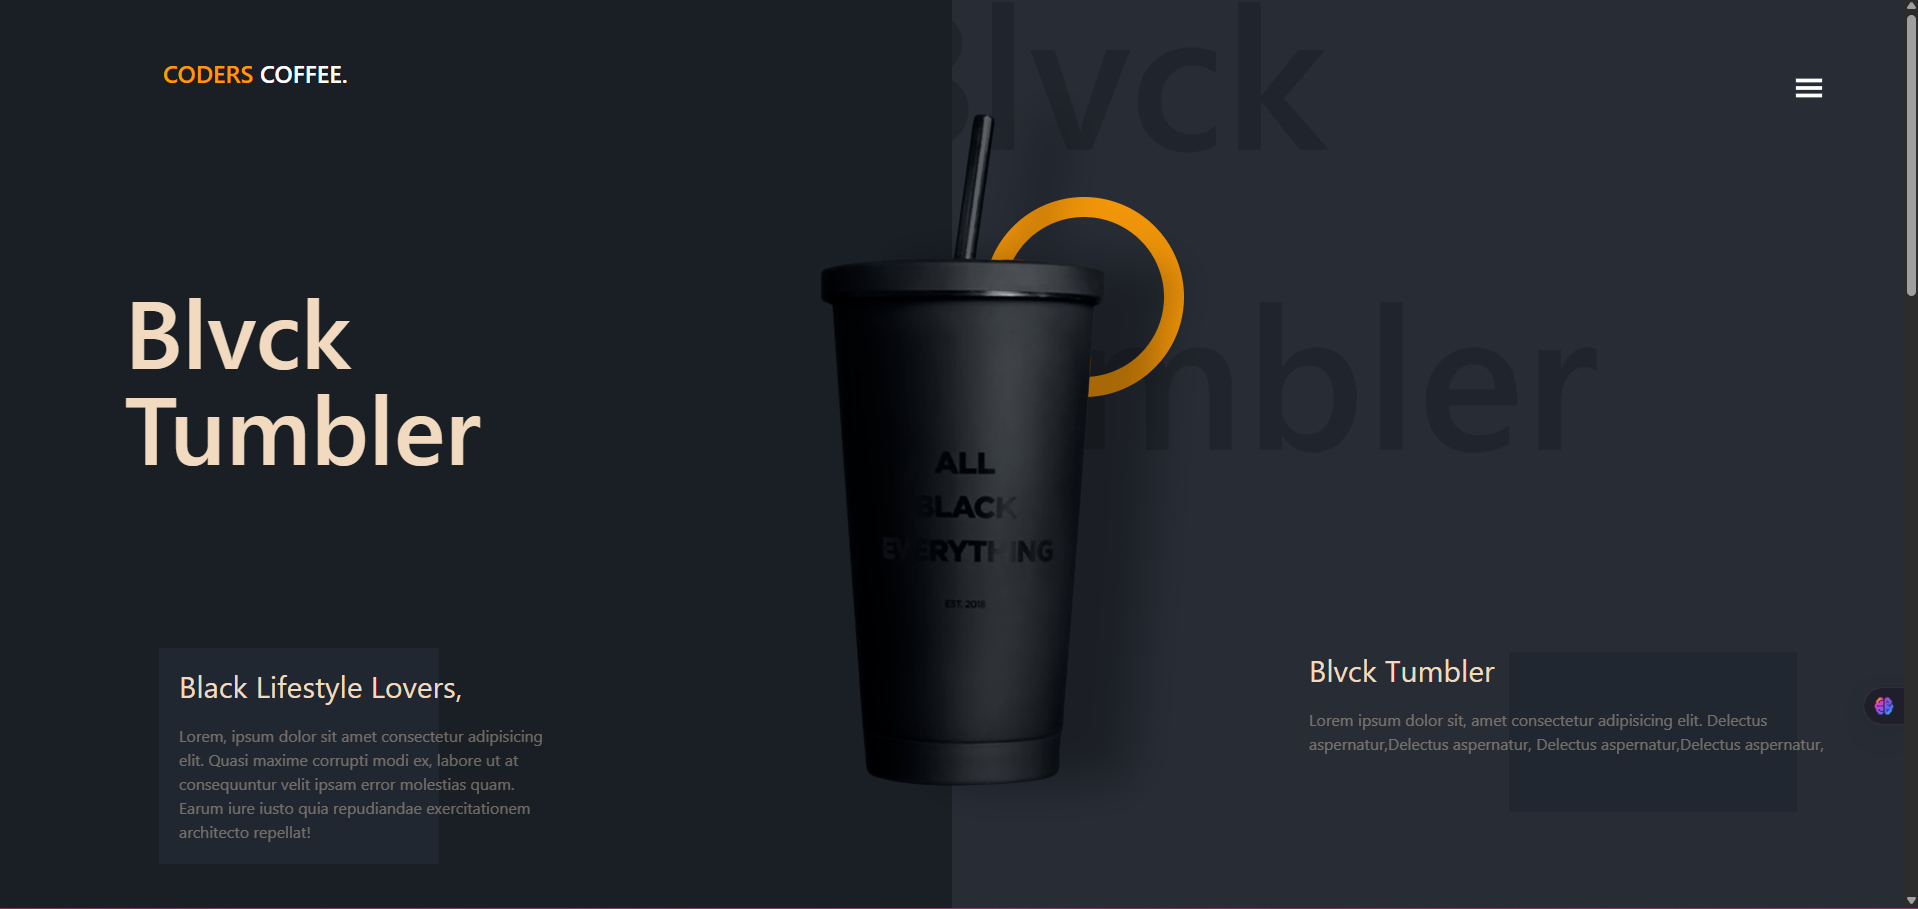 CODERS COFFEE.
Blvck
Tumbler
Blvck
Tumbler
ALL
BLACK
EVERYTHING
EST. 2018
Black Lifestyle Lovers,
Lorem, ipsum dolor sit amet consectetur adipisicing
elit. Quasi maxime corrupti modi ex, labore ut at
consequuntur velit ipsam error molestias quam.
Earum iure iusto quia repudiandae exercitationem
architecto repellat!
Blvck Tumbler
Lorem ipsum dolor sit, amet consectetur adipisicing elit. Delectus
aspernatur,Delectus aspernatur, Delectus aspernatur,Delectus aspernatur,